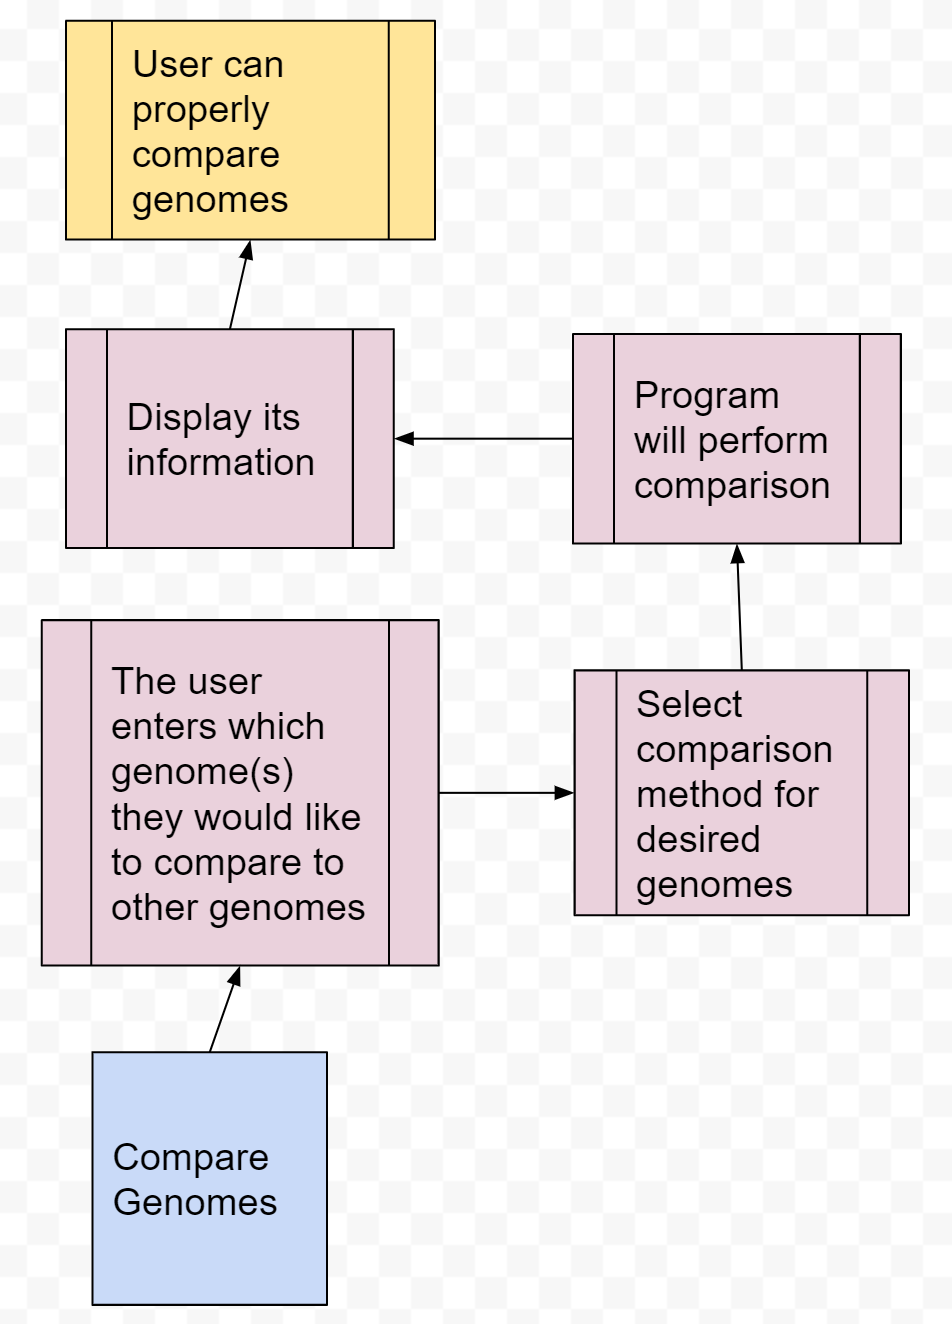 User can
properly
compare
genomes
Display its
information
Program
will perform
comparison
The user
enters which
genome(s)
they would like
to compare to
other genomes
Select
comparison
method for
desired
genomes
Compare
Genomes